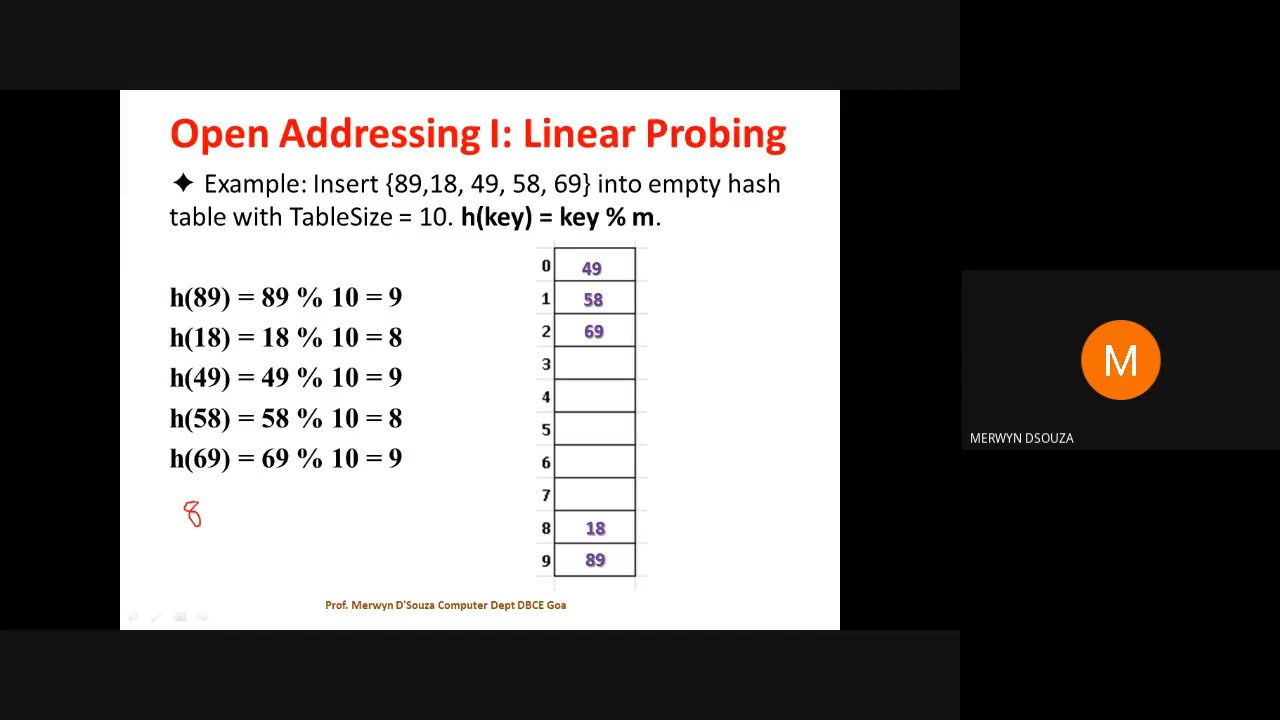 Open Addressing I: Linear Probing
✦ Example: Insert {89,18, 49, 58, 69} into empty hash
table with TableSize = 10. h(key) = key % m.
h(89) = 89 % 10 = 9
h(18) = 18 % 10 = 8
h(49) = 49 % 10 = 9
h(58) = 58 % 10 = 8
h(69) = 69 % 10 = 9
8
0 49
1 58
2 69
3
4
5
6
7
8 18
9 89
Prof. Merwyn D'Souza Computer Dept DBCE Goa
M
MERWYN DSOUZA